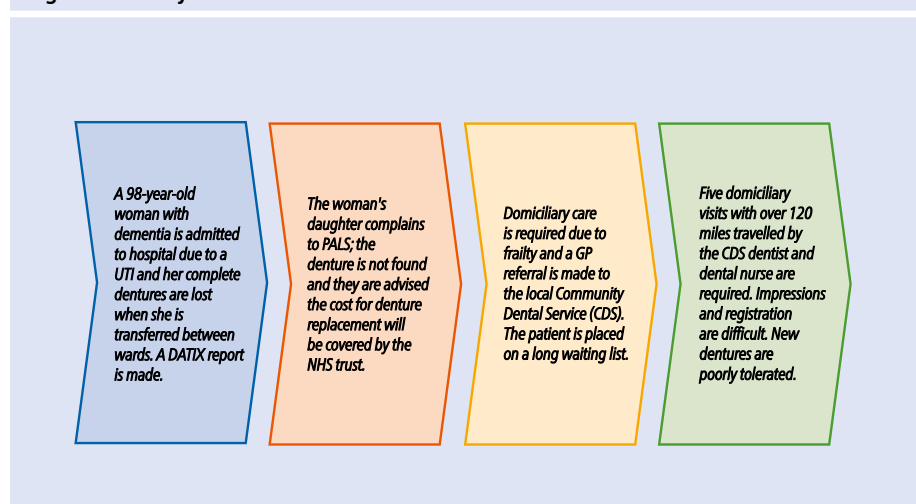 A 98-year-old
woman with
dementia is admitted
to hospital due to a
UTI and her complete
dentures are lost
when she is
transferred between
wards. A DATIX report
is made.
The woman's
daughter complains
to PALS; the
denture is not found
and they are advised
the cost for denture
replacement will
be covered by the
NHS trust.
Domiciliary care
is required due to
frailty and a GP
referral is made to
the local Community
Dental Service (CDS).
The patient is placed
on a long waiting list.
Five domiciliary
visits with over 120
miles travelled by
the CDS dentist and
dental nurse are
required. Impressions
and registration
are difficult. New
dentures are
poorly tolerated.